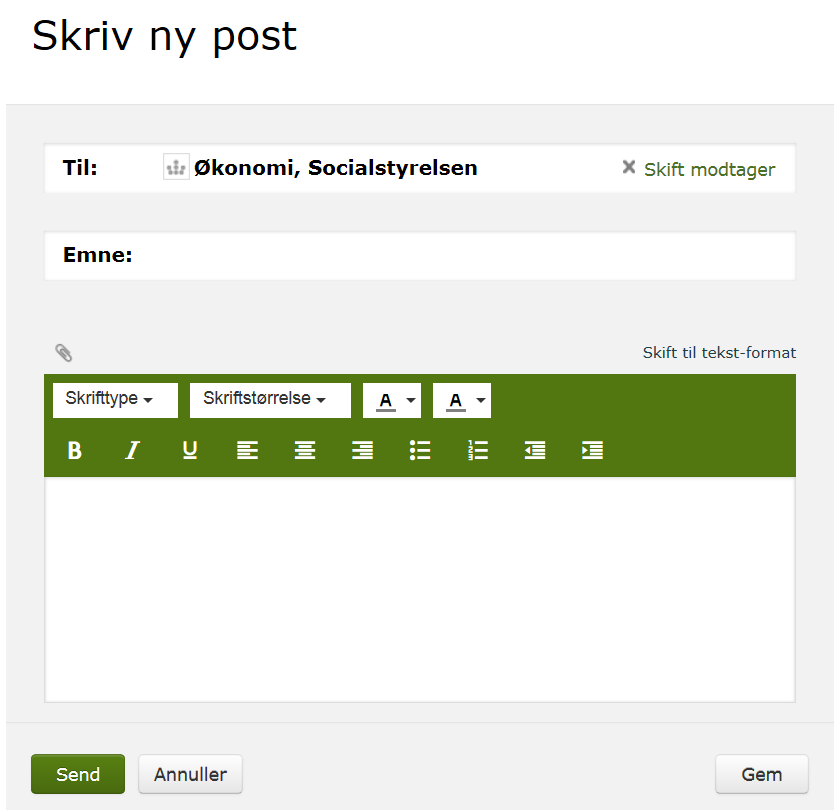 Skriv ny post
Til: Økonomi, Socialstyrelsen Skift modtager
Emne:
Skift til tekst-format
Skrifttype Skriftstørrelse A A
B I U
Send Annuller Gem